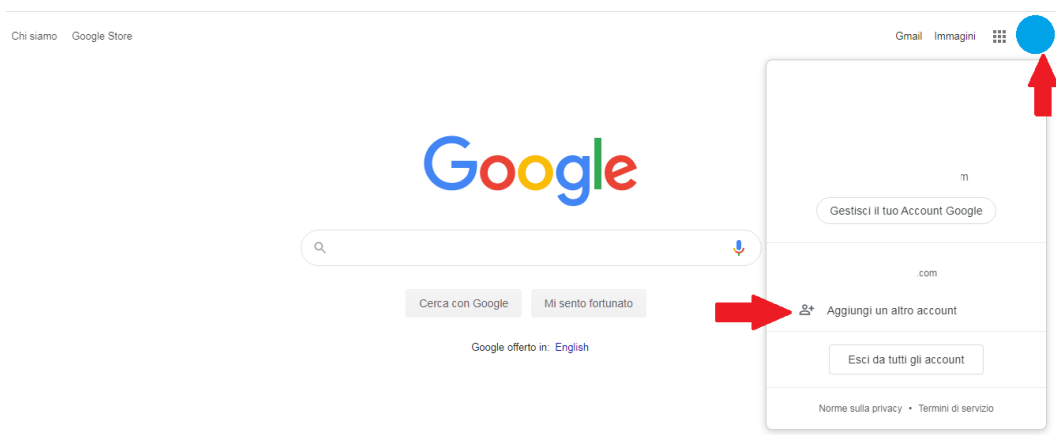 Chi siamo Google Store
Gmail Immagini
Google
m
Gestisci il tuo Account Google
.com
Aggiungi un altro account
Cerca con Google Mi sento fortunato
Google offerto in: English
Esci da tutti gli account
Norme sulla privacy • Termini di servizio